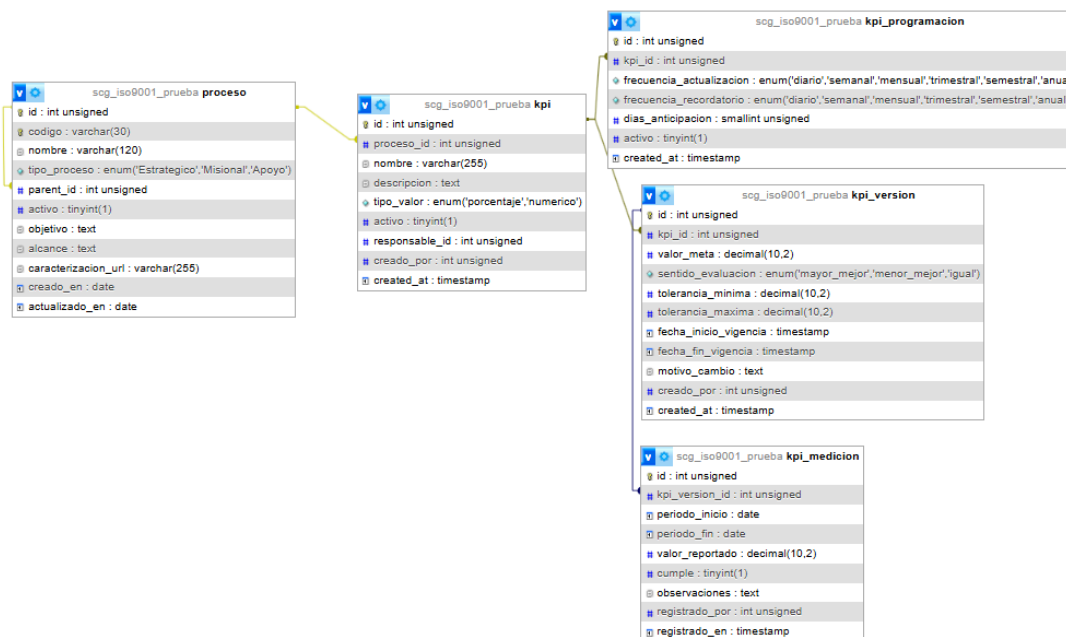 scg_iso9001_prueba proceso
id : int unsigned
codigo : varchar(30)
nombre : varchar(120)
tipo_proceso : enum('Estrategico','Misional','Apoyo')
parent_id : int unsigned
activo : tinyint(1)
objetivo : text
alcance : text
caracterizacion_url : varchar(255)
creado_en : date
actualizado_en : date
scg_iso9001_prueba kpi
id : int unsigned
proceso_id : int unsigned
nombre : varchar(255)
descripcion : text
tipo_valor : enum('porcentaje','numerico')
activo : tinyint(1)
responsable_id : int unsigned
creado_por : int unsigned
created_at : timestamp
scg_iso9001_prueba kpi_programacion
id : int unsigned
kpi_id : int unsigned
frecuencia_actualizacion : enum('diario','semanal','mensual','trimestral','semestral','anua
frecuencia_recordatorio : enum('diario','semanal','mensual','trimestral','semestral','anual
dias_anticipacion : smallint unsigned
activo : tinyint(1)
created_at : timestamp
scg_iso9001_prueba kpi_version
id : int unsigned
kpi_id : int unsigned
valor_meta : decimal(10,2)
sentido_evaluacion : enum('mayor_mejor','menor_mejor','igual')
tolerancia_minima : decimal(10,2)
tolerancia_maxima : decimal(10,2)
fecha_inicio_vigencia : timestamp
fecha_fin_vigencia : timestamp
motivo_cambio : text
creado_por : int unsigned
created_at : timestamp
scg_iso9001_prueba kpi_medicion
id : int unsigned
kpi_version_id : int unsigned
periodo_inicio : date
periodo_fin : date
valor_reportado : decimal(10,2)
cumple : tinyint(1)
observaciones : text
registrado_por : int unsigned
registrado_en : timestamp